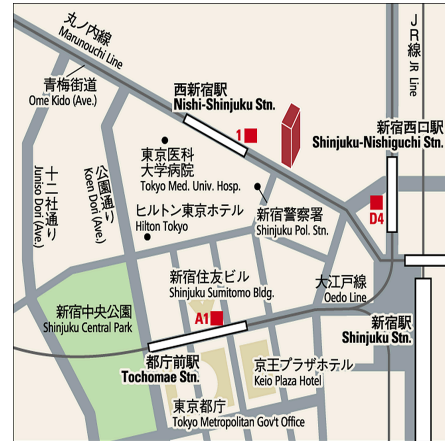 丸ノ内線
Marunouchi Line
JR線
JR Line
青梅街道
Ome Kido (Ave.)
西新宿駅
Nishi-Shinjuku Stn.
新宿西口駅
Shinjuku-Nishiguchi Stn.
1
十二社通り
Juniso Dori (Ave.)
公園通り
Koen Dori (Ave.)
東京医科
大学病院
Tokyo Med. Univ. Hosp.
ヒルトン東京ホテル
Hilton Tokyo
新宿警察署
Shinjuku Pol. Stn.
D4
新宿住友ビル
Shinjuku Sumitomo Bldg.
大江戸線
Oedo Line
新宿中央公園
Shinjuku Central Park
A1
新宿駅
Shinjuku Stn.
都庁前駅
Tochomae Stn.
京王プラザホテル
Keio Plaza Hotel
東京都庁
Tokyo Metropolitan Gov't Office